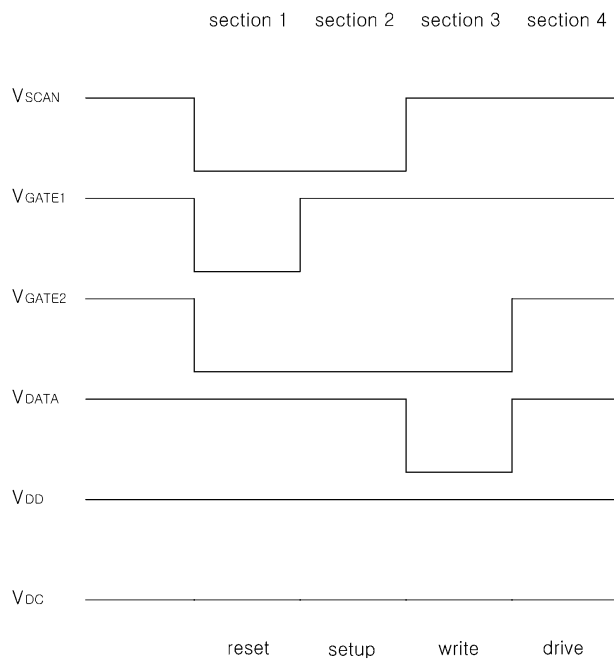 section 1 section 2 section 3 section 4
VSCAN
VGATE1
VGATE2
VDATA
VDD
VDC
reset setup write drive